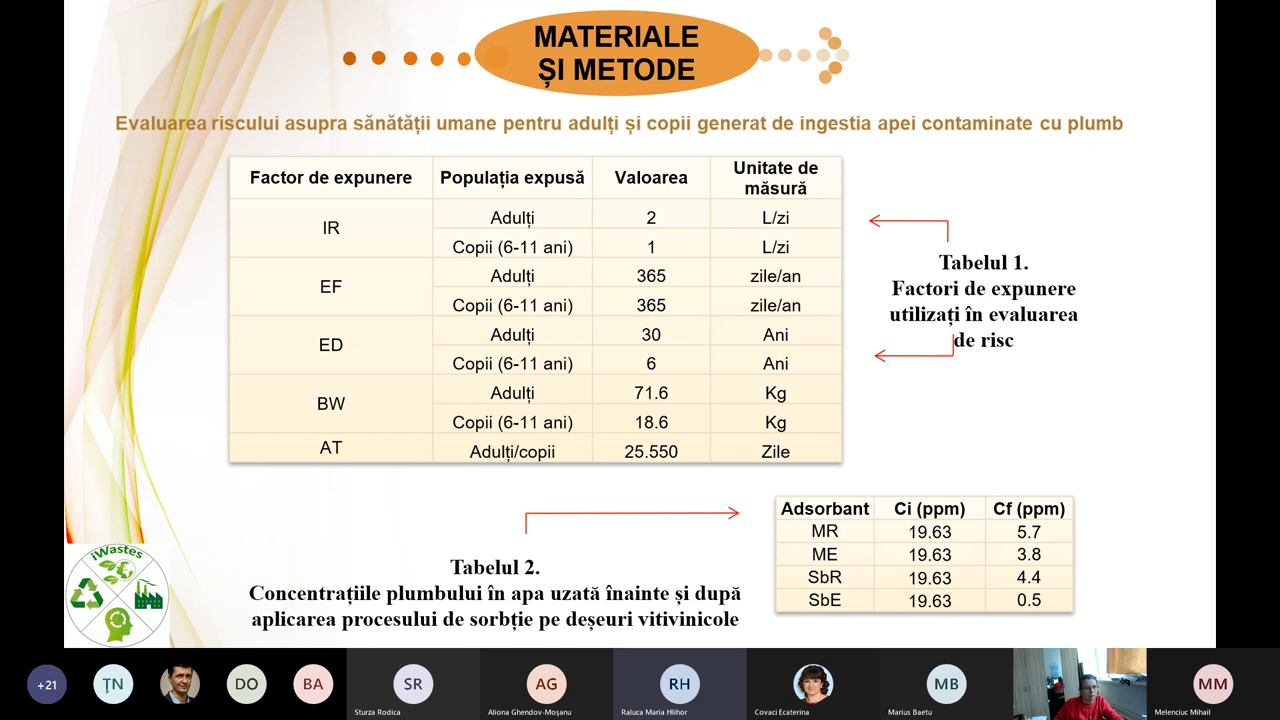 MATERIALE
ȘI METODE
Evaluarea riscului asupra sănătății umane pentru adulți și copii generat de ingestia apei contaminate cu plumb
Factor de expunere Populația expusă Valoarea Unitate de măsură
IR Adulți 2 L/zi
Copii (6-11 ani) 1 L/zi
EF Adulți 365 zile/an
Copii (6-11 ani) 365 zile/an
ED Adulți 30 Ani
Copii (6-11 ani) 6 Ani
BW Adulți 71.6 Kg
Copii (6-11 ani) 18.6 Kg
AT Adulți/copii 25.550 Zile
Tabelul 1.
Factori de expunere
utilizați în evaluarea
de risc
Adsorbant Ci (ppm) Cf (ppm)
MR 19.63 5.7
ME 19.63 3.8
SbR 19.63 4.4
SbE 19.63 0.5
Tabelul 2.
Concentrațiile plumbului în apa uzată înainte și după
aplicarea procesului de sorbție pe deșeuri vitivinicole
iWastes
+21 ŢN DO BA SR AG RH MB MM
Sturza Rodica Aliona Ghendov-Moșanu Raluca Maria Hlihor Covaci Ecaterina Marius Baetu Melenciuc Mihail